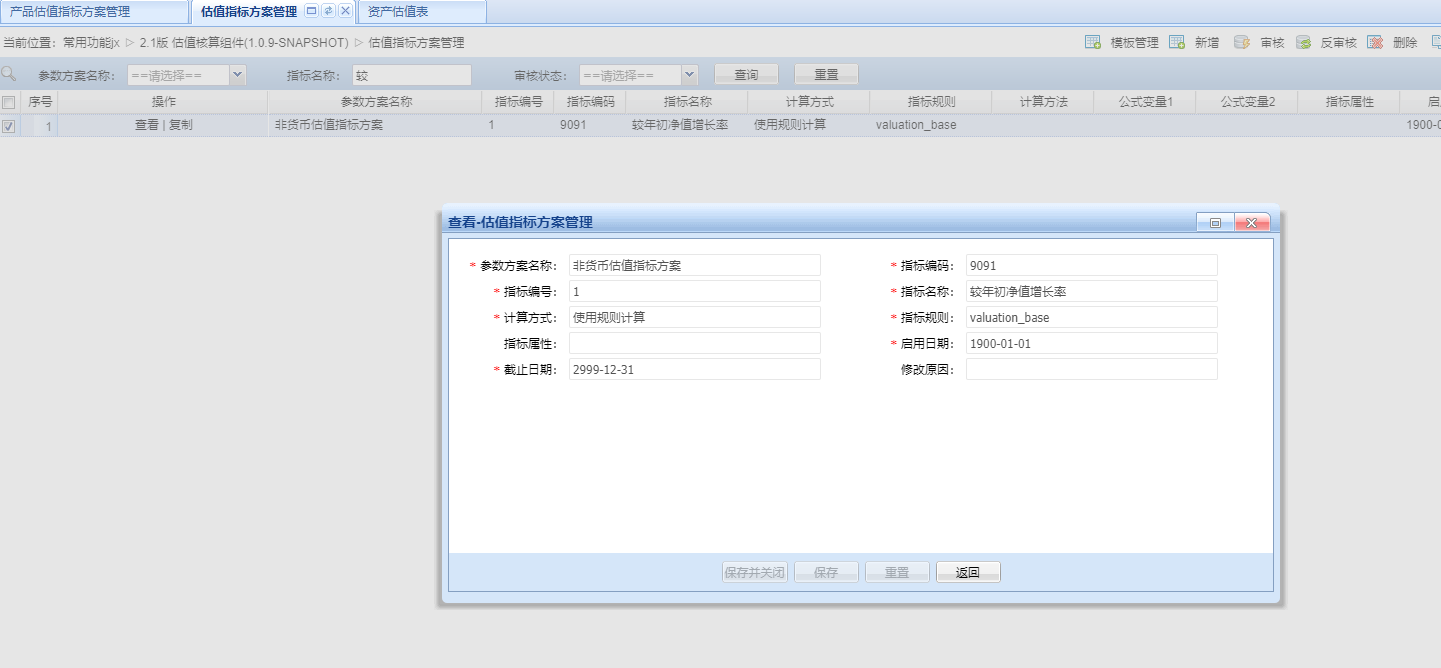 产品估值指标方案管理 估值指标方案管理 资产估值表
当前位置: 常用功能jx ▷ 2.1版 估值核算组件(1.0.9-SNAPSHOT) ▷ 估值指标方案管理 模板管理 新增 审核 反审核 删除
参数方案名称: ==请选择== 指标名称: 较 审核状态: ==请选择== 查询 重置
序号 操作 参数方案名称 指标编号 指标编码 指标名称 计算方式 指标规则 计算方法 公式变量1 公式变量2 指标属性 启
1 查看 | 复制 非货币估值指标方案 1 9091 较年初净值增长率 使用规则计算 valuation_base 1900-0
查看-估值指标方案管理
* 参数方案名称: 非货币估值指标方案 * 指标编码: 9091
* 指标编号: 1 * 指标名称: 较年初净值增长率
* 计算方式: 使用规则计算 * 指标规则: valuation_base
指标属性: * 启用日期: 1900-01-01
* 截止日期: 2999-12-31 修改原因:
保存并关闭 保存 重置 返回